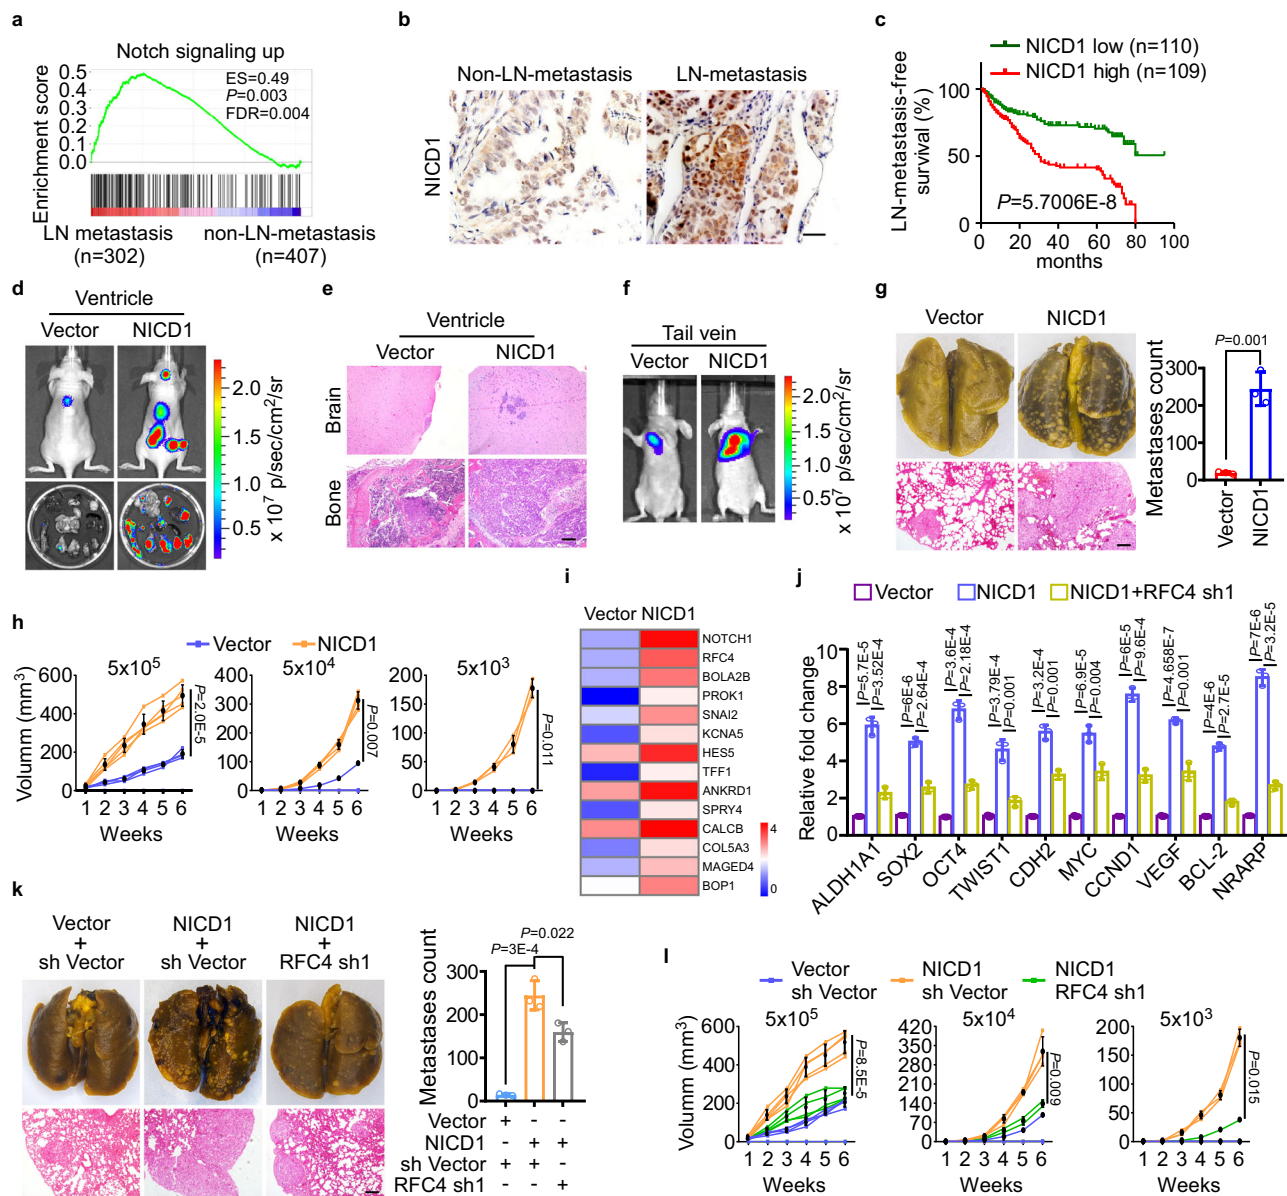 a
Notch signaling up
Enrichment score
0.5
0.4
0.3
0.2
0.1
0.0
ES=0.49
P=0.003
FDR=0.004
LN metastasis
(n=302)
non-LN-metastasis
(n=407)
b
Non-LN-metastasis
LN-metastasis
NICD1
c
NICD1 low (n=110)
NICD1 high (n=109)
LN-metastasis-free
survival (%)
100
50
0
P=5.7006E-8
0 20 40 60 80 100
months
d
Ventricle
Vector NICD1
2.0
1.5
1.0
0.5
x 10⁷ p/sec/cm²/sr
e
Ventricle
Vector NICD1
Brain
Bone
f
Tail vein
Vector NICD1
2.0
1.5
1.0
0.5
x 10⁷ p/sec/cm²/sr
g
Vector NICD1
Metastases count
P=0.001
300
200
100
0
Vector
NICD1
h
Vector NICD1
Volumm (mm³)
5x10⁵
600
400
200
0
P=2.0E-5
1 2 3 4 5 6
Weeks
5x10⁴
400
300
200
100
0
P=0.007
1 2 3 4 5 6
Weeks
5x10³
200
150
100
50
0
P=0.011
1 2 3 4 5 6
Weeks
i
Vector NICD1
NOTCH1
RFC4
BOLA2B
PROK1
SNAI2
KCNA5
HES5
TFF1
ANKRD1
SPRY4
CALCB
COL5A3
MAGED4
BOP1
4
0
j
Vector NICD1 NICD1+RFC4 sh1
Relative fold change
10
8
6
4
2
0
P=5.7E-5
P=3.52E-4
P=6E-6
P=2.64E-4
P=3.6E-4
P=2.18E-4
P=3.79E-4
P=0.001
P=3.2E-4
P=0.001
P=6.9E-5
P=0.004
P=6E-5
P=9.6E-4
P=4.658E-7
P=0.001
P=4E-6
P=2.7E-5
P=7E-6
P=3.2E-5
ALDH1A1
SOX2
OCT4
TWIST1
CDH2
MYC
CCND1
VEGF
BCL-2
NRARP
k
Vector
+
sh Vector
NICD1
+
sh Vector
NICD1
+
RFC4 sh1
Metastases count
P=3E-4
P=0.022
300
200
100
0
Vector + - -
NICD1 - + +
sh Vector + + -
RFC4 sh1 - - +
l
Vector
sh Vector
NICD1
sh Vector
NICD1
RFC4 sh1
Volumm (mm³)
5x10⁵
600
400
200
0
P=8.5E-5
1 2 3 4 5 6
Weeks
5x10⁴
420
350
280
210
140
70
0
P=0.009
1 2 3 4 5 6
Weeks
5x10³
200
150
100
50
0
P=0.015
1 2 3 4 5 6
Weeks